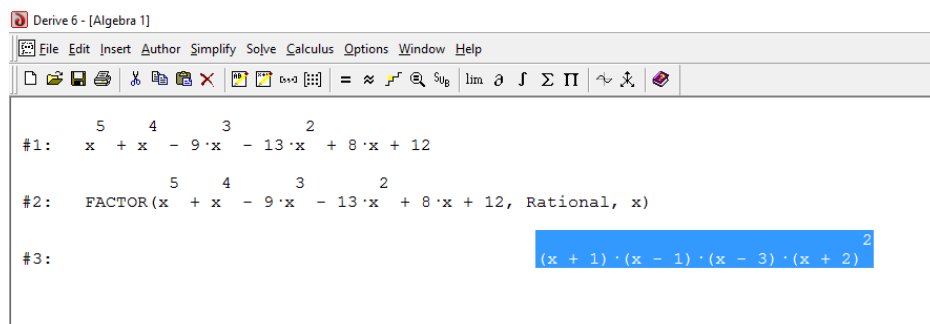 Derive 6 - [Algebra 1]
File Edit Insert Author Simplify Solve Calculus Options Window Help
= ≈ SUB lim ∂ ∫ Σ Π
5 4 3 2
#1: x + x - 9·x - 13·x + 8·x + 12
5 4 3 2
#2: FACTOR(x + x - 9·x - 13·x + 8·x + 12, Rational, x)
2
#3: (x + 1)·(x - 1)·(x - 3)·(x + 2)